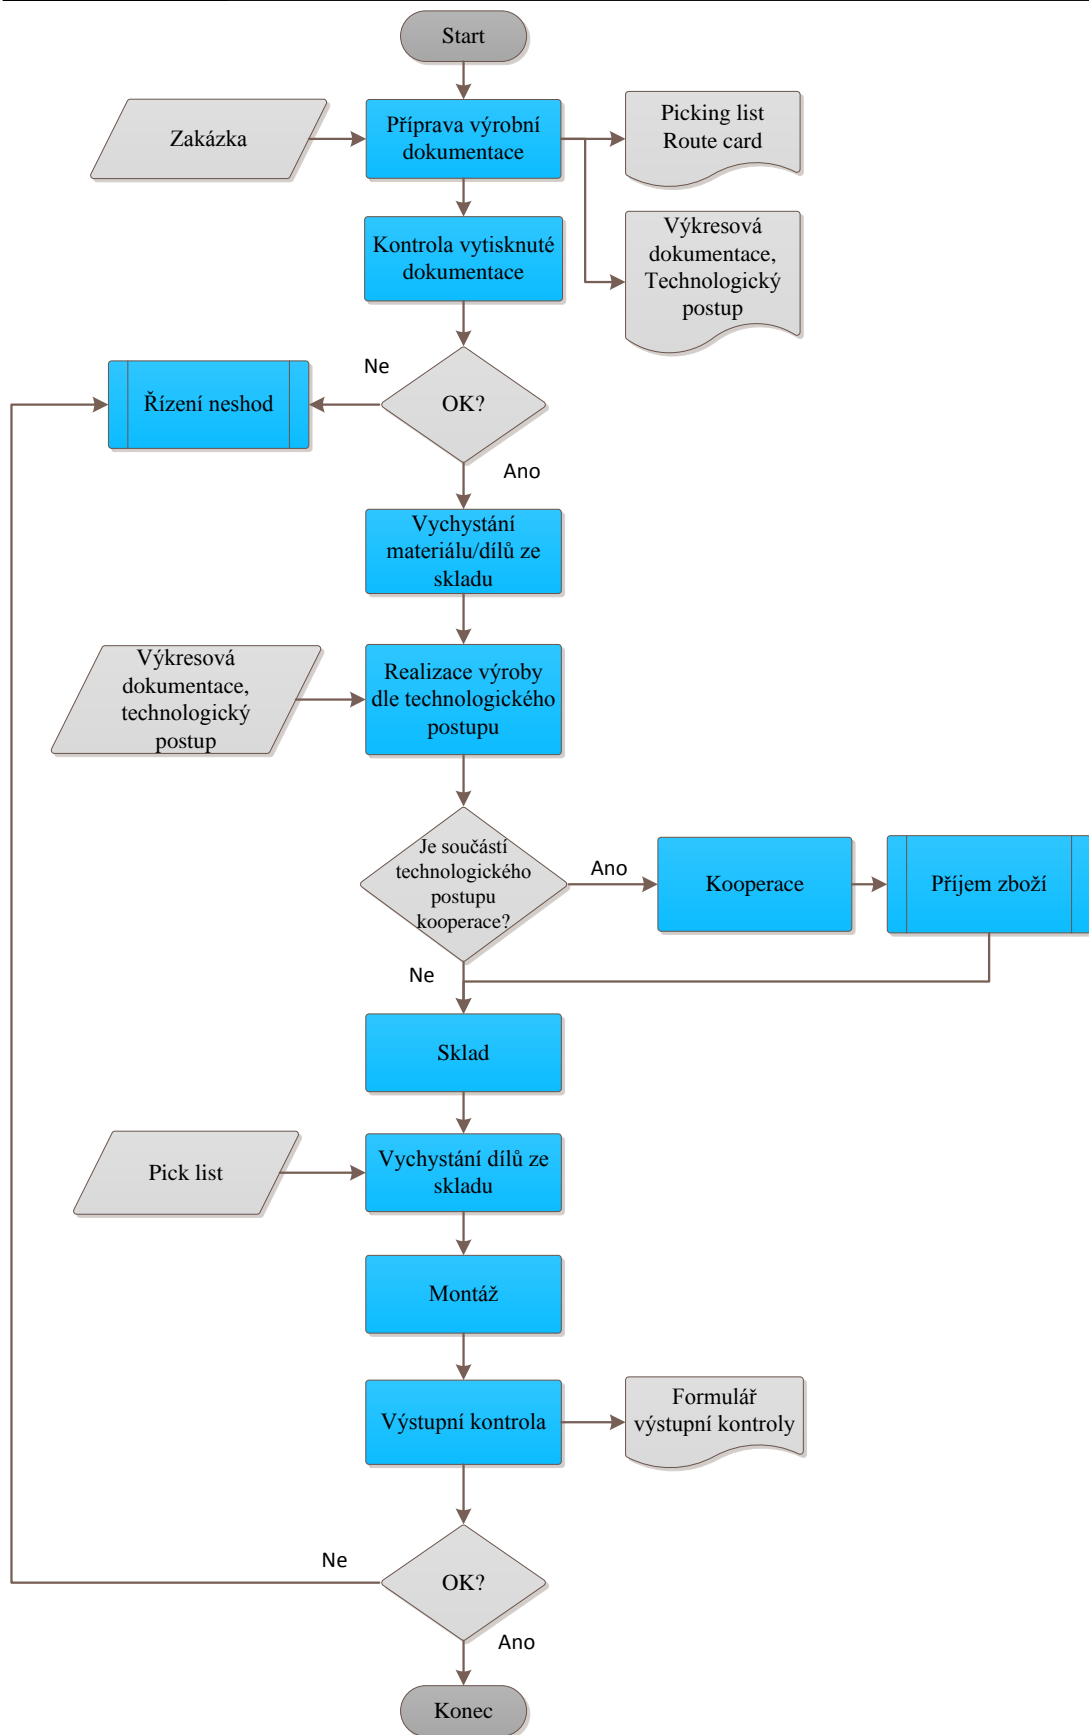 Start
Zakázka
Příprava výrobní
dokumentace
Picking list
Route card
Kontrola vytisknuté
dokumentace
Výkresová
dokumentace,
Technologický
postup
Ne
Řízení neshod
OK?
Ano
Vychystání
materiálu/dílů ze
skladu
Výkresová
dokumentace,
technologický
postup
Realizace výroby
dle technologického
postupu
Je součástí
technologického
postupu
kooperace?
Ano
Kooperace
Příjem zboží
Ne
Sklad
Pick list
Vychystání dílů ze
skladu
Montáž
Výstupní kontrola
Formulář
výstupní kontroly
Ne
OK?
Ano
Konec